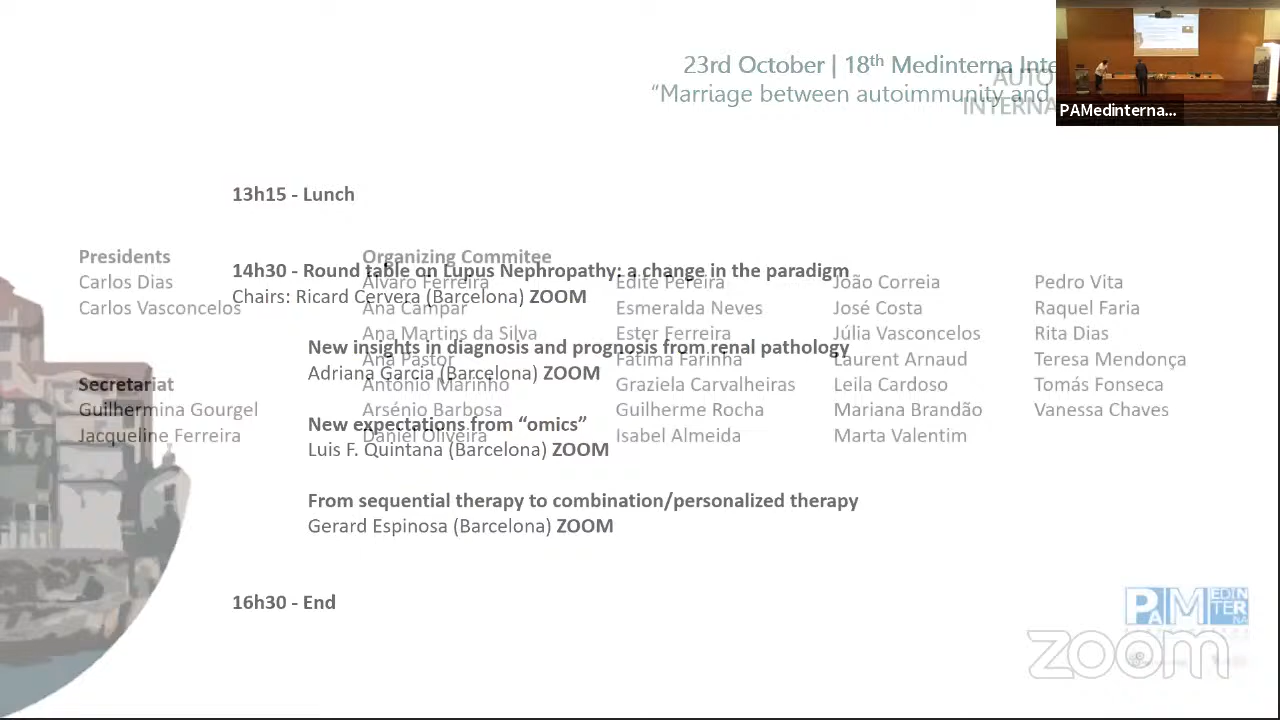 23rd October | 18th Medinterna Inte
"Marriage between autoimmunity and
AUTO
INTERNA
PAMedinterna...
13h15 - Lunch
14h30 - Round table on Lupus Nephropathy: a change in the paradigm
Chairs: Ricard Cervera (Barcelona) ZOOM
New insights in diagnosis and prognosis from renal pathology
Adriana García (Barcelona) ZOOM
New expectations from “omics”
Luis F. Quintana (Barcelona) ZOOM
From sequential therapy to combination/personalized therapy
Gerard Espinosa (Barcelona) ZOOM
16h30 - End
Presidents
Carlos Dias
Carlos Vasconcelos
Secretariat
Guilhermina Gourgel
Jacqueline Ferreira
Organizing Commitee
Álvaro Ferreira
Ana Campar
Ana Martins da Silva
Ana Pastor
António Marinho
Arsénio Barbosa
Daniel Oliveira
Edite Pereira
Esmeralda Neves
Ester Ferreira
Fátima Farinha
Graziela Carvalheiras
Guilherme Rocha
Isabel Almeida
João Correia
José Costa
Júlia Vasconcelos
Laurent Arnaud
Leila Cardoso
Mariana Brandão
Marta Valentim
Pedro Vita
Raquel Faria
Rita Dias
Teresa Mendonça
Tomás Fonseca
Vanessa Chaves
PAMEDINTERNA
zoom